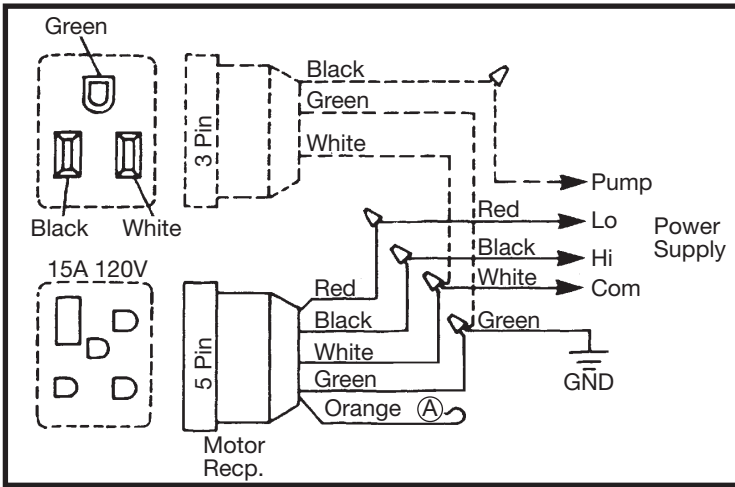 Green
3 Pin
Black
Green
White
Black White
Pump
Red Lo
Black Hi
White Com
Power
Supply
Green
GND
15A 120V
5 Pin
Red
Black
White
Green
Orange A
Motor
Recp.